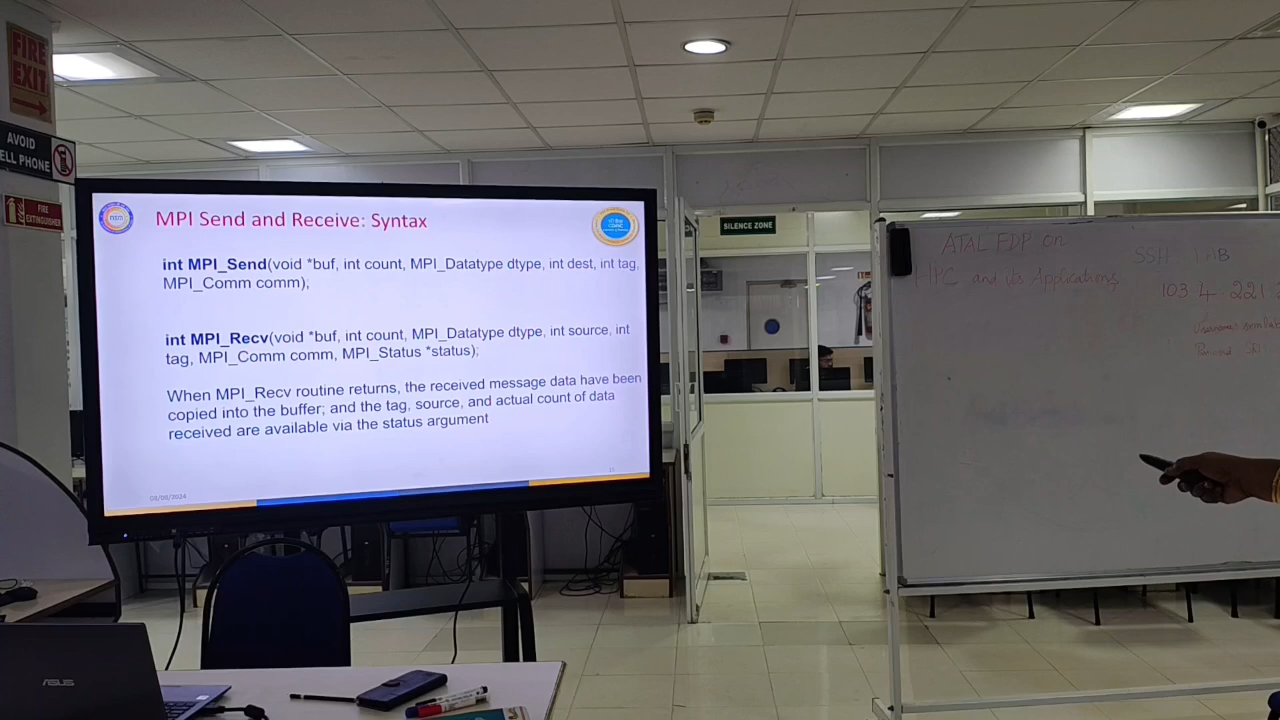 FIRE
EXIT
AVOID
CELL PHONE
FIRE
EXTINGUISHER
MPI Send and Receive: Syntax
int MPI_Send(void *buf, int count, MPI_Datatype dtype, int dest, int tag,
MPI_Comm comm);
int MPI_Recv(void *buf, int count, MPI_Datatype dtype, int source, int
tag, MPI_Comm comm, MPI_Status *status);
When MPI_Recv routine returns, the received message data have been
copied into the buffer; and the tag, source, and actual count of data
received are available via the status argument
08/08/2024
SILENCE ZONE
ATAL FDP on
HPC and its Applications
SSH LAB
103.4.221
Username
ASUS